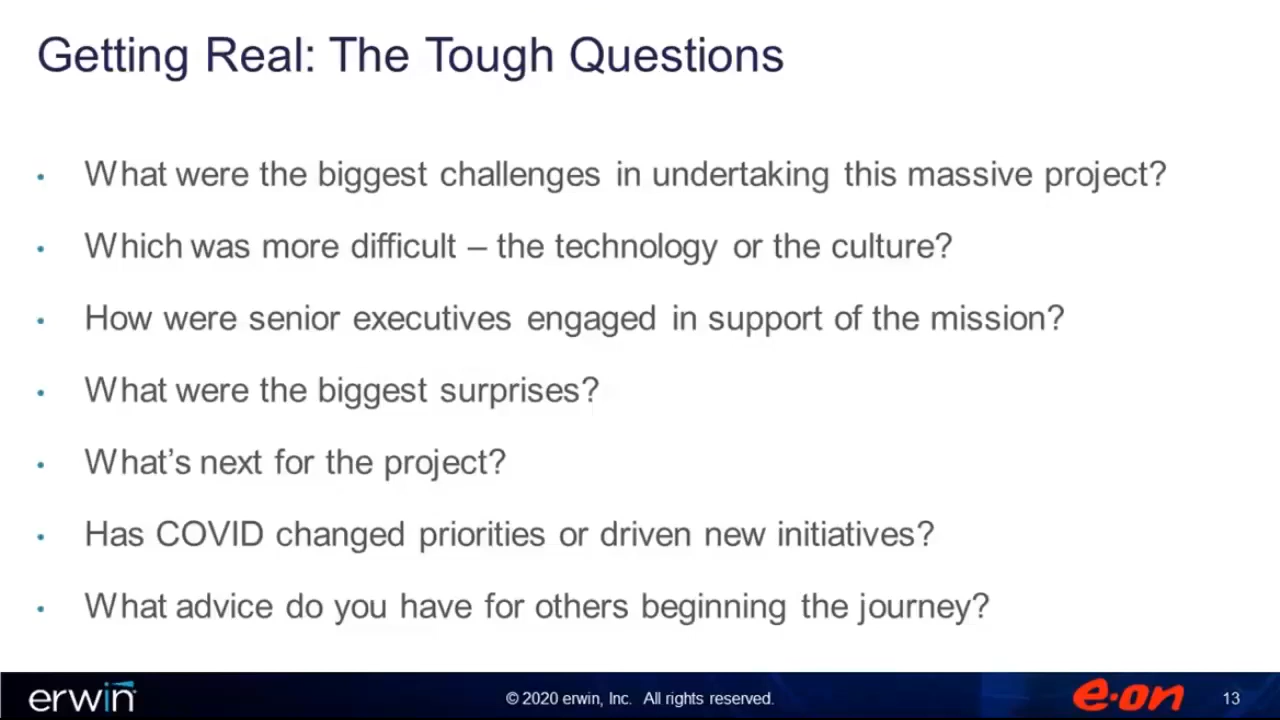 Getting Real: The Tough Questions
• What were the biggest challenges in undertaking this massive project?
• Which was more difficult – the technology or the culture?
• How were senior executives engaged in support of the mission?
• What were the biggest surprises?
• What’s next for the project?
• Has COVID changed priorities or driven new initiatives?
• What advice do you have for others beginning the journey?
erwin
© 2020 erwin, Inc. All rights reserved.
e·on
13